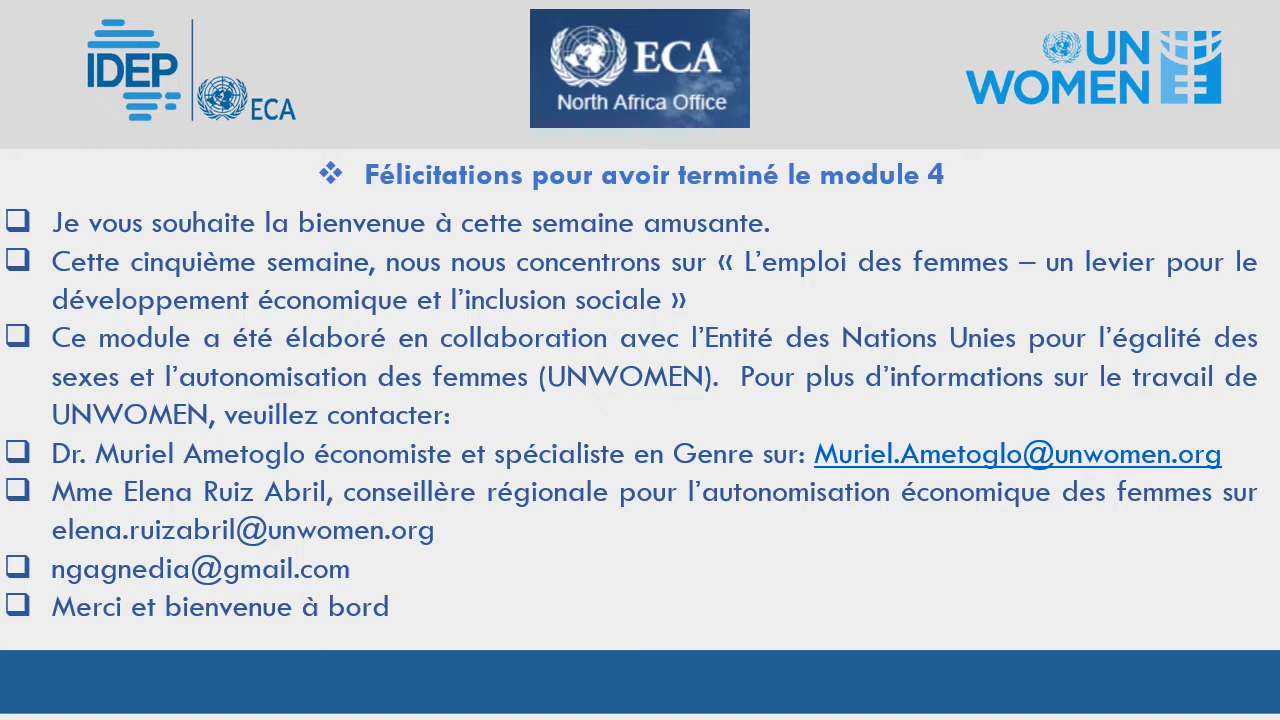 IDEP
ECA
ECA
North Africa Office
UN
WOMEN
❖ Félicitations pour avoir terminé le module 4
❑ Je vous souhaite la bienvenue à cette semaine amusante.
❑ Cette cinquième semaine, nous nous concentrons sur « L’emploi des femmes – un levier pour le
développement économique et l’inclusion sociale »
❑ Ce module a été élaboré en collaboration avec l’Entité des Nations Unies pour l’égalité des
sexes et l’autonomisation des femmes (UNWOMEN). Pour plus d’informations sur le travail de
UNWOMEN, veuillez contacter:
❑ Dr. Muriel Ametoglo économiste et spécialiste en Genre sur: Muriel.Ametoglo@unwomen.org
❑ Mme Elena Ruiz Abril, conseillère régionale pour l’autonomisation économique des femmes sur
elena.ruizabril@unwomen.org
❑ ngagnedia@gmail.com
❑ Merci et bienvenue à bord